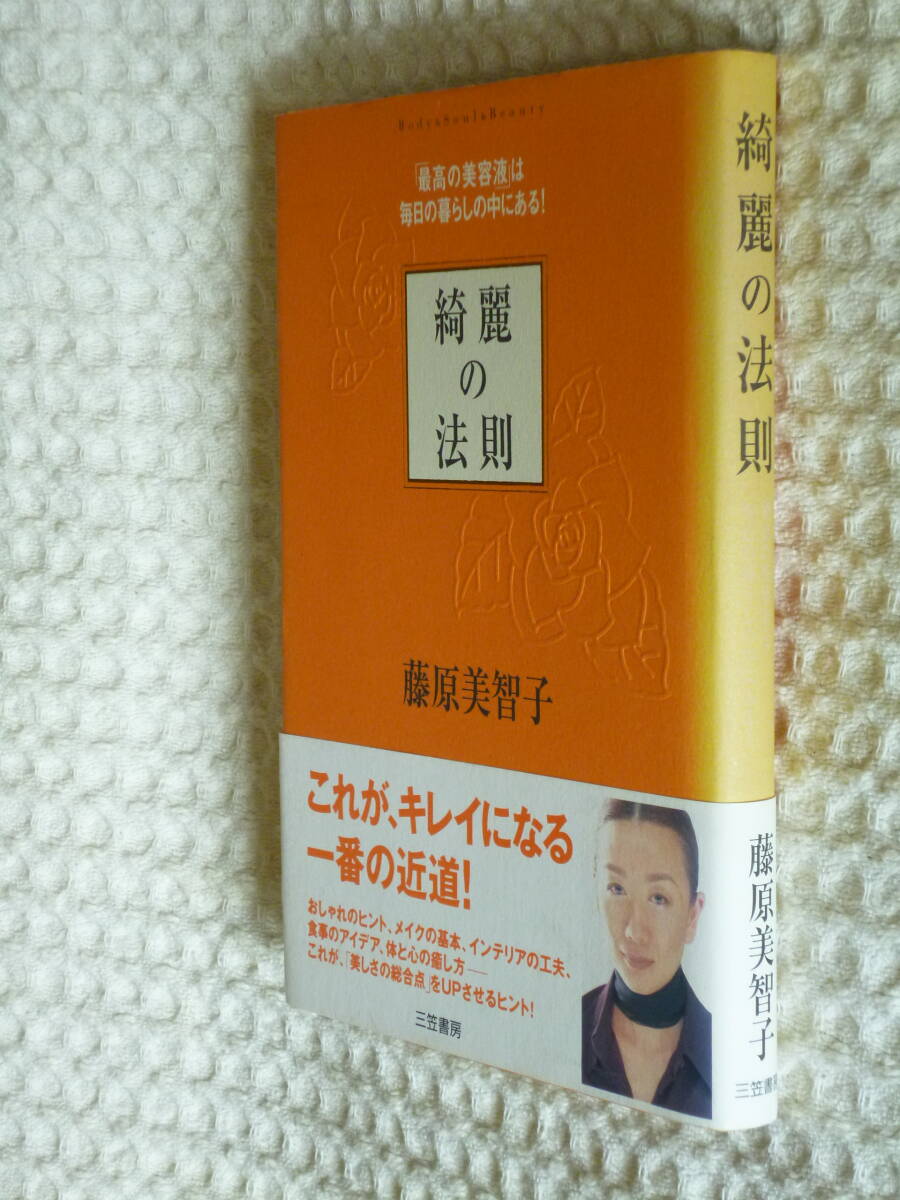 Body&Soul&Beauty
「最高の美容液」は
毎日の暮らしの中にある!
綺麗
の
法則
藤原美智子
これが、キレイになる
一番の近道!
おしゃれのヒント、メイクの基本、インテリアの工夫、
食事のアイデア、体と心の癒し方――
これが、「美しさの総合点」をUPさせるヒント!
三笠書房
綺麗の法則
藤原美智子
三笠書房